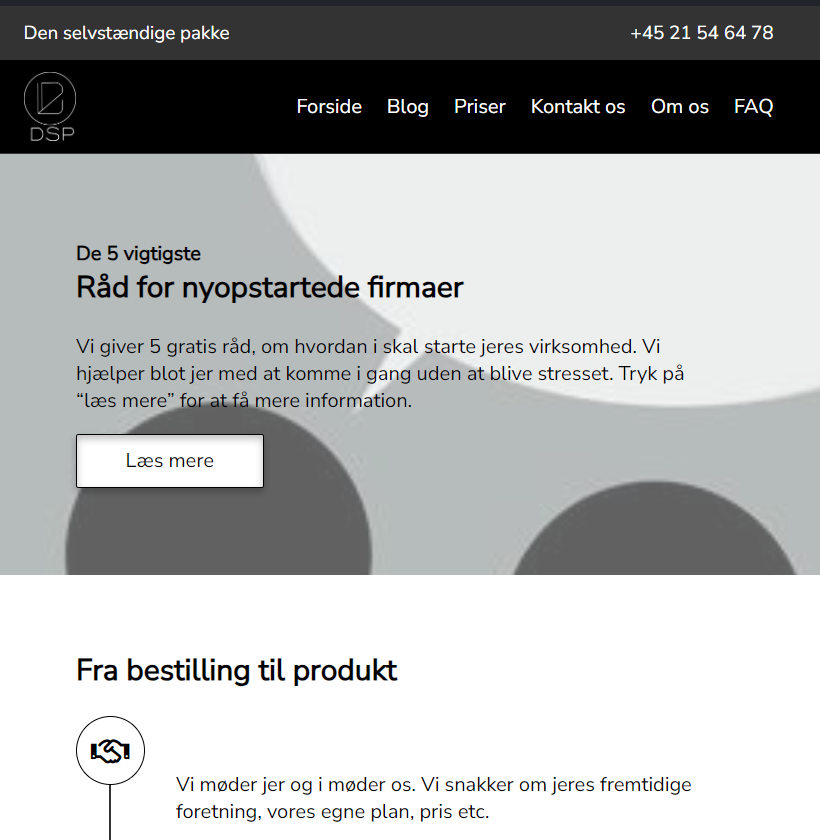 Den selvstændige pakke
+45 21 54 64 78
DSP
Forside Blog Priser Kontakt os Om os FAQ
De 5 vigtigste
Råd for nyopstartede firmaer
Vi giver 5 gratis råd, om hvordan i skal starte jeres virksomhed. Vi
hjælper blot jer med at komme i gang uden at blive stresset. Tryk på
“læs mere” for at få mere information.
Læs mere
Fra bestilling til produkt
Vi møder jer og i møder os. Vi snakker om jeres fremtidige
foretning, vores egne plan, pris etc.